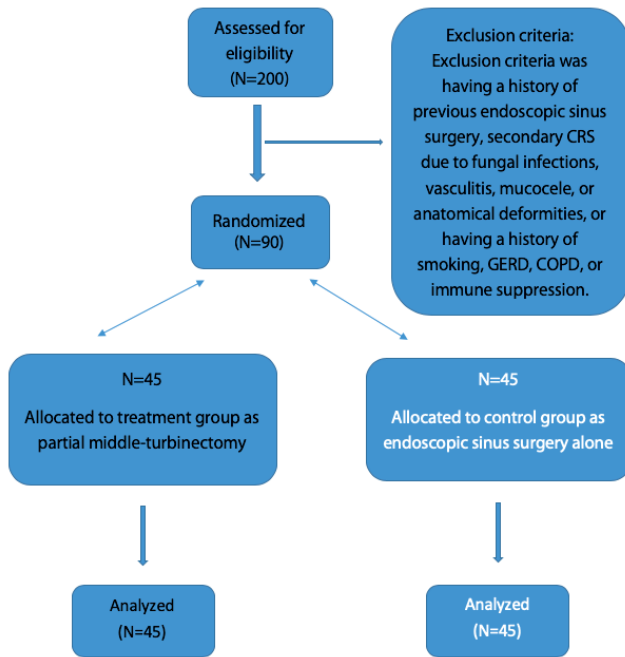 Assessed for
eligibility
(N=200)
Exclusion criteria:
Exclusion criteria was
having a history of
previous endoscopic sinus
surgery, secondary CRS
due to fungal infections,
vasculitis, mucocele, or
anatomical deformities, or
having a history of
smoking, GERD, COPD, or
immune suppression.
Randomized
(N=90)
N=45
Allocated to treatment group as
partial middle-turbinectomy
N=45
Allocated to control group as
endoscopic sinus surgery alone
Analyzed
(N=45)
Analyzed
(N=45)